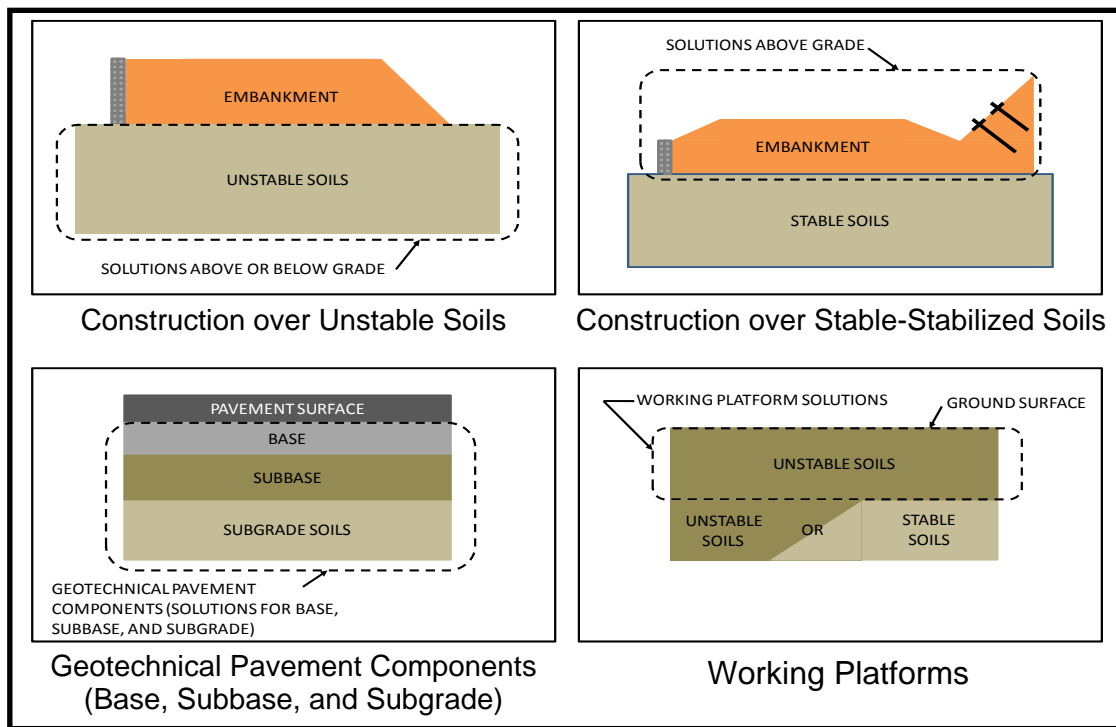 EMBANKMENT
UNSTABLE SOILS
SOLUTIONS ABOVE OR BELOW GRADE
Construction over Unstable Soils
SOLUTIONS ABOVE GRADE
EMBANKMENT
STABLE SOILS
Construction over Stable-Stabilized Soils
PAVEMENT SURFACE
BASE
SUBBASE
SUBGRADE SOILS
GEOTECHNICAL PAVEMENT
COMPONENTS (SOLUTIONS FOR BASE,
SUBBASE, AND SUBGRADE)
Geotechnical Pavement Components
(Base, Subbase, and Subgrade)
WORKING PLATFORM SOLUTIONS
GROUND SURFACE
UNSTABLE SOILS
UNSTABLE
SOILS
OR
STABLE
SOILS
Working Platforms